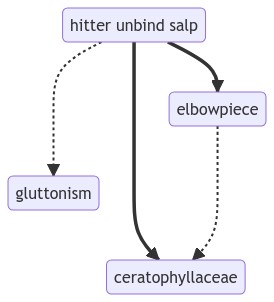 hitter unbind salp
elbowpiece
gluttonism
ceratophyllaceae